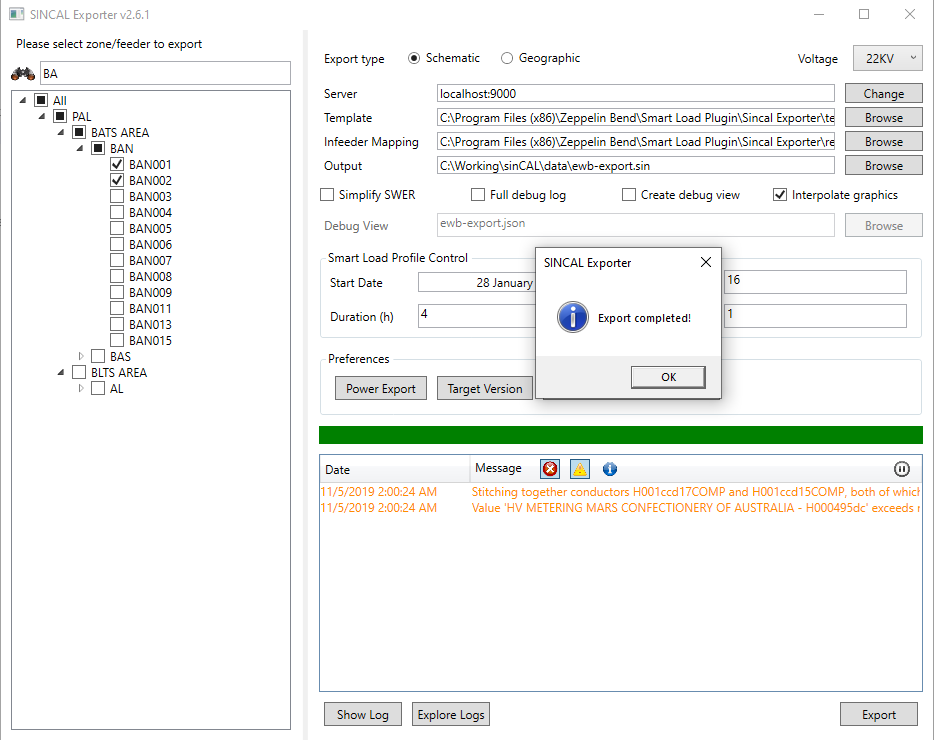 SINCAL Exporter v2.6.1
Please select zone/feeder to export
BA
All
PAL
BATS AREA
BAN
BAN001
BAN002
BAN003
BAN004
BAN005
BAN006
BAN007
BAN008
BAN009
BAN011
BAN013
BAN015
BAS
BLTS AREA
AL
Export type Schematic Geographic Voltage 22KV
Server localhost:9000 Change
Template C:\Program Files (x86)\Zeppelin Bend\Smart Load Plugin\Sincal Exporter\te Browse
Infeeder Mapping C:\Program Files (x86)\Zeppelin Bend\Smart Load Plugin\Sincal Exporter\re Browse
Output C:\Working\sinCAL\data\ewb-export.sin Browse
Simplify SWER Full debug log Create debug view Interpolate graphics
Debug View ewb-export.json Browse
Smart Load Profile Control
Start Date 28 January 16
Duration (h) 4 1
SINCAL Exporter
Export completed!
OK
Preferences
Power Export Target Version
Date Message
11/5/2019 2:00:24 AM Stitching together conductors H001ccd17COMP and H001ccd15COMP, both of which
11/5/2019 2:00:24 AM Value 'HV METERING MARS CONFECTIONERY OF AUSTRALIA - H000495dc' exceeds
Show Log Explore Logs Export